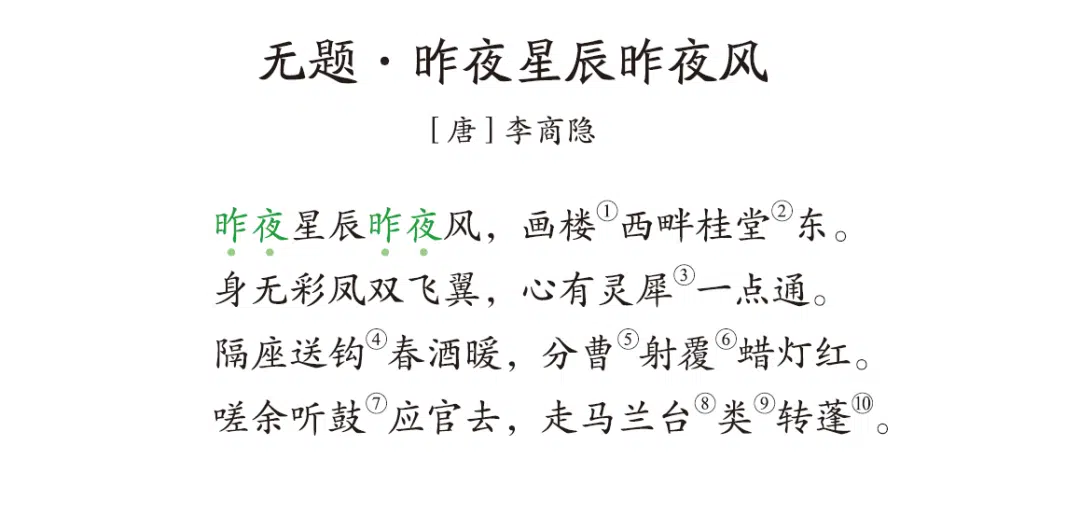 无题·昨夜星辰昨夜风
[唐]李商隐
昨夜星辰昨夜风，画楼①西畔桂堂②东。
身无彩凤双飞翼，心有灵犀③一点通。
隔座送钩④春酒暖，分曹⑤射覆⑥蜡灯红。
嗟余听鼓⑦应官去，走马兰台⑧类⑨转蓬⑩。